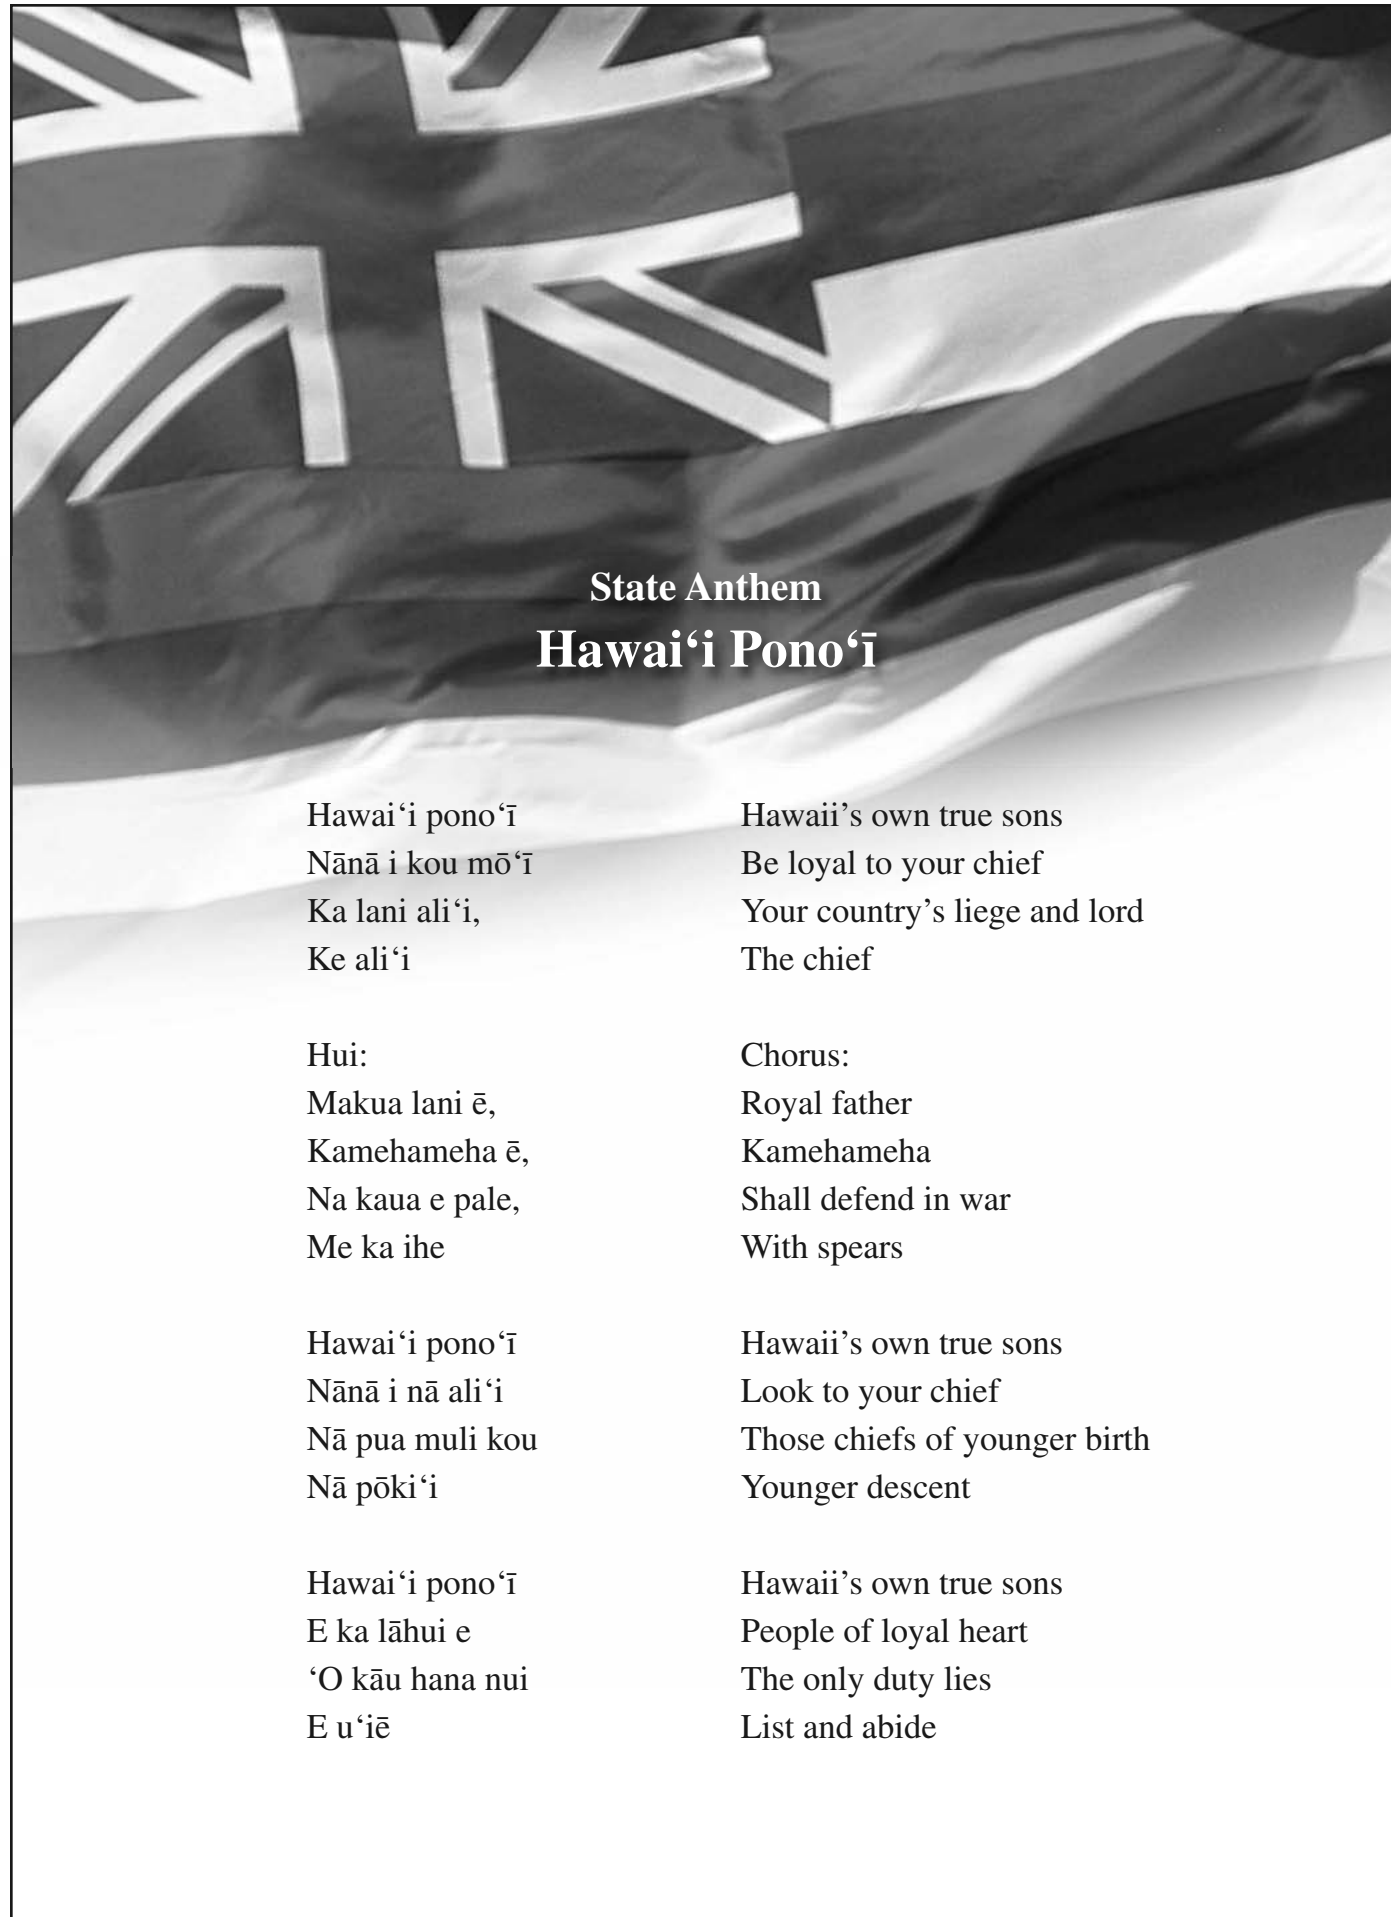 State Anthem
Hawai‘i Pono‘ī
Hawai‘i pono‘ī
Nānā i kou mō‘ī
Ka lani ali‘i,
Ke ali‘i
Hui:
Makua lani ē,
Kamehameha ē,
Na kaua e pale,
Me ka ihe
Hawai‘i pono‘ī
Nānā i nā ali‘i
Nā pua muli kou
Nā pōki‘i
Hawai‘i pono‘ī
E ka lāhui e
‘O kāu hana nui
E u‘iē
Hawaii’s own true sons
Be loyal to your chief
Your country’s liege and lord
The chief
Chorus:
Royal father
Kamehameha
Shall defend in war
With spears
Hawaii’s own true sons
Look to your chief
Those chiefs of younger birth
Younger descent
Hawaii’s own true sons
People of loyal heart
The only duty lies
List and abide